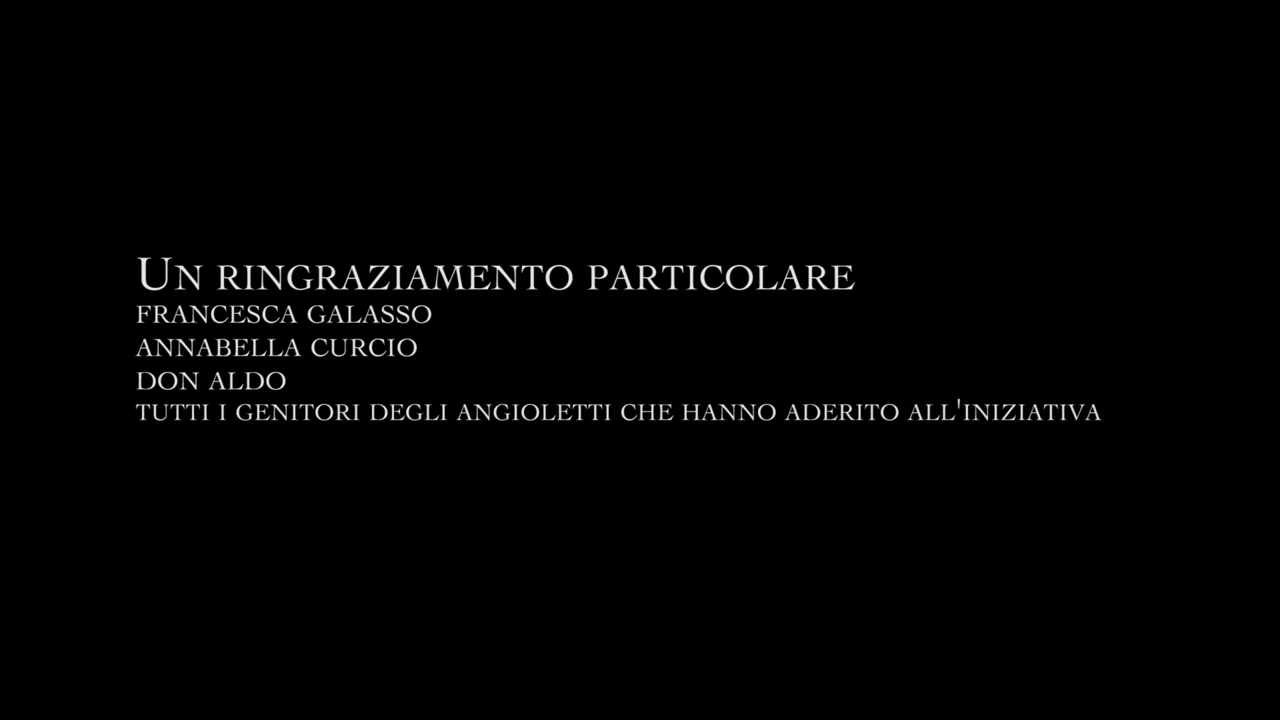 Un ringraziamento particolare
francesca galasso
annabella curcio
don aldo
tutti i genitori degli angioletti che hanno aderito all'iniziativa